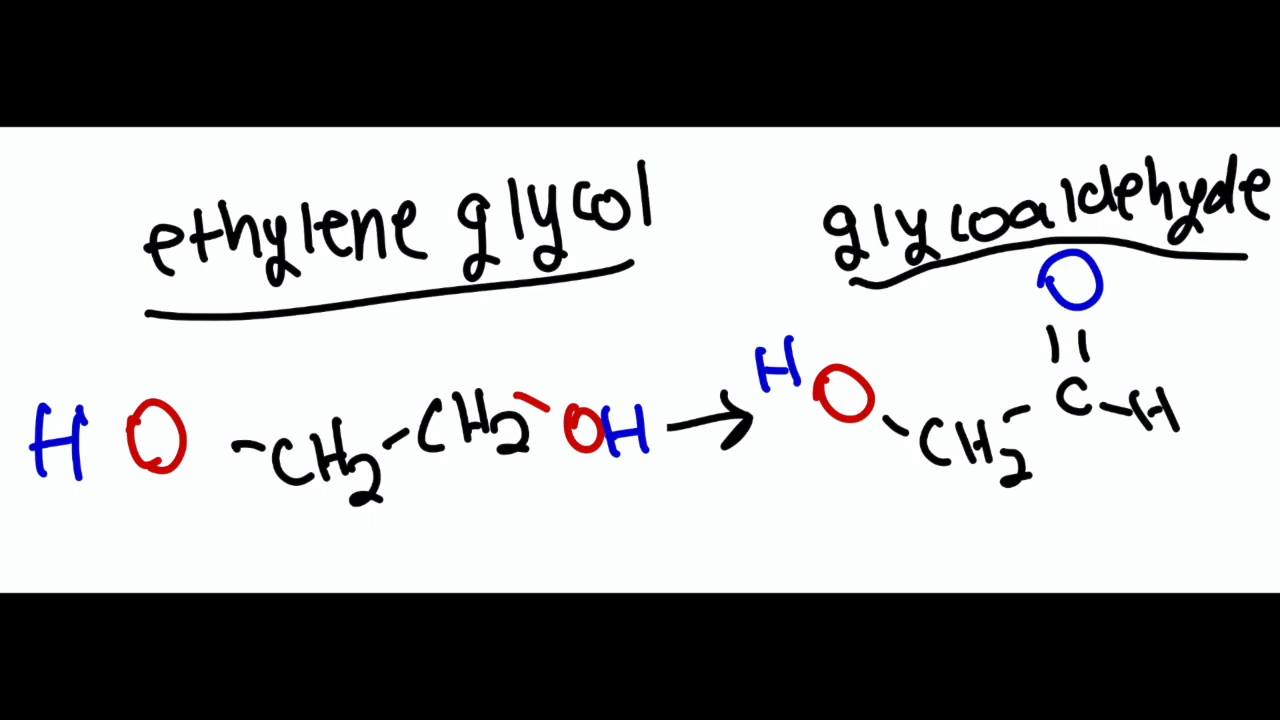 ethylene glycol
glycoaldehyde
O
HO-CH2-CH2-OH → HO-CH2-C-H